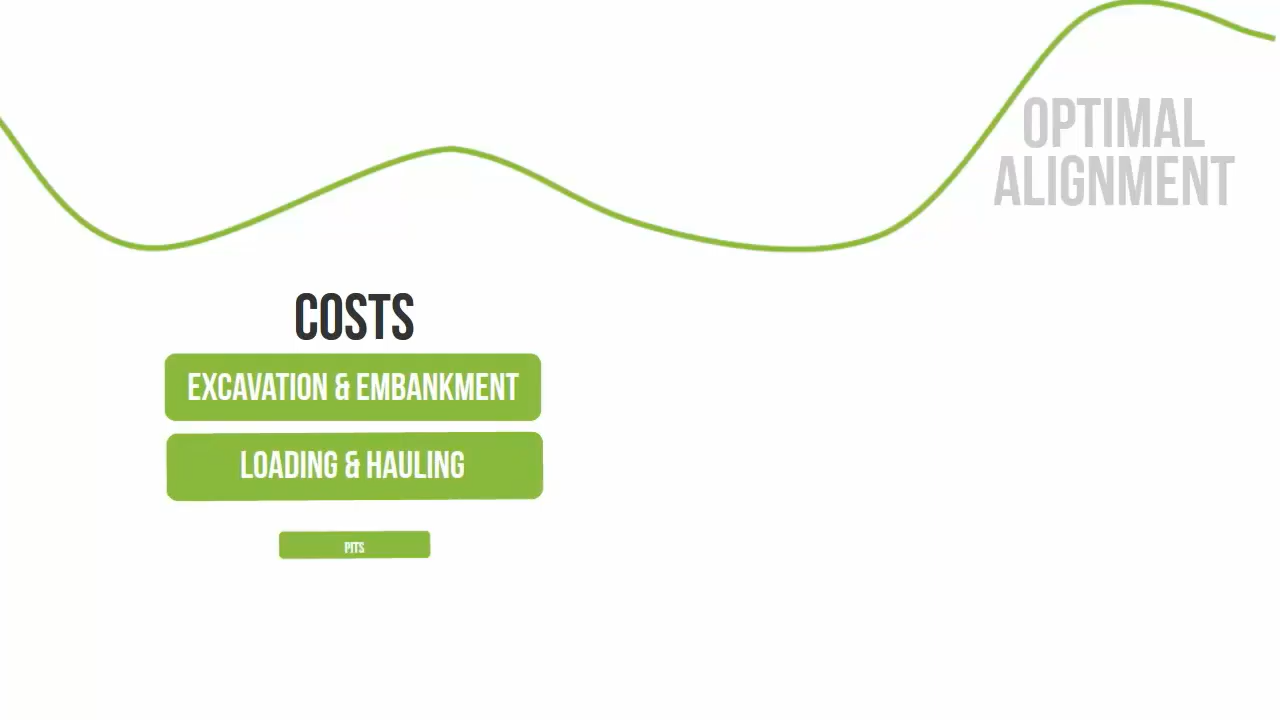 OPTIMAL
ALIGNMENT
COSTS
EXCAVATION & EMBANKMENT
LOADING & HAULING
PITS